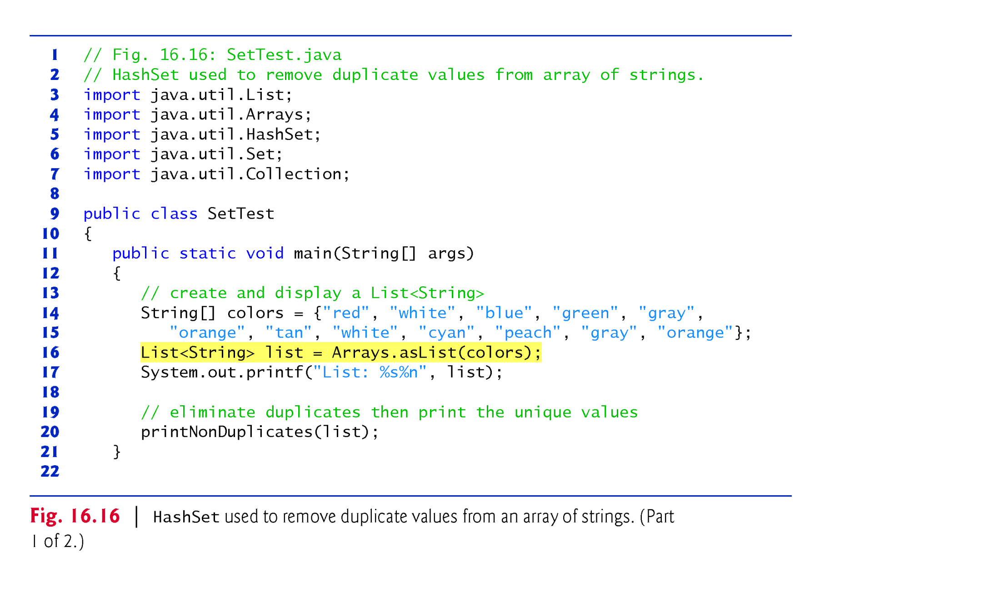 1 // Fig. 16.16: SetTest.java
2 // HashSet used to remove duplicate values from array of strings.
3 import java.util.List;
4 import java.util.Arrays;
5 import java.util.HashSet;
6 import java.util.Set;
7 import java.util.Collection;
8
9 public class SetTest
10 {
11    public static void main(String[] args)
12    {
13       // create and display a List<String>
14       String[] colors = {"red", "white", "blue", "green", "gray",
15          "orange", "tan", "white", "cyan", "peach", "gray", "orange"};
16       List<String> list = Arrays.asList(colors);
17       System.out.printf("List: %s%n", list);
18
19       // eliminate duplicates then print the unique values
20       printNonDuplicates(list);
21    }
22
Fig. 16.16 | HashSet used to remove duplicate values from an array of strings. (Part
1 of 2.)